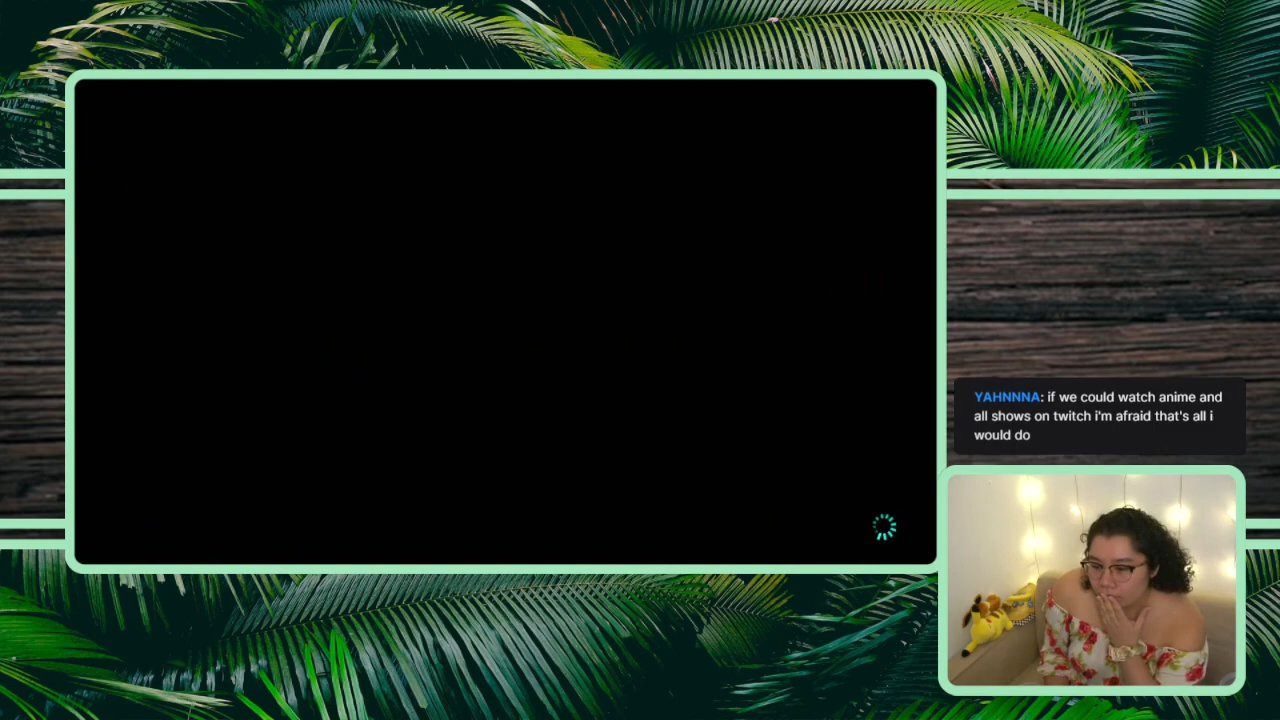 YAHNNNA: if we could watch anime and
all shows on twitch i'm afraid that's all i
would do